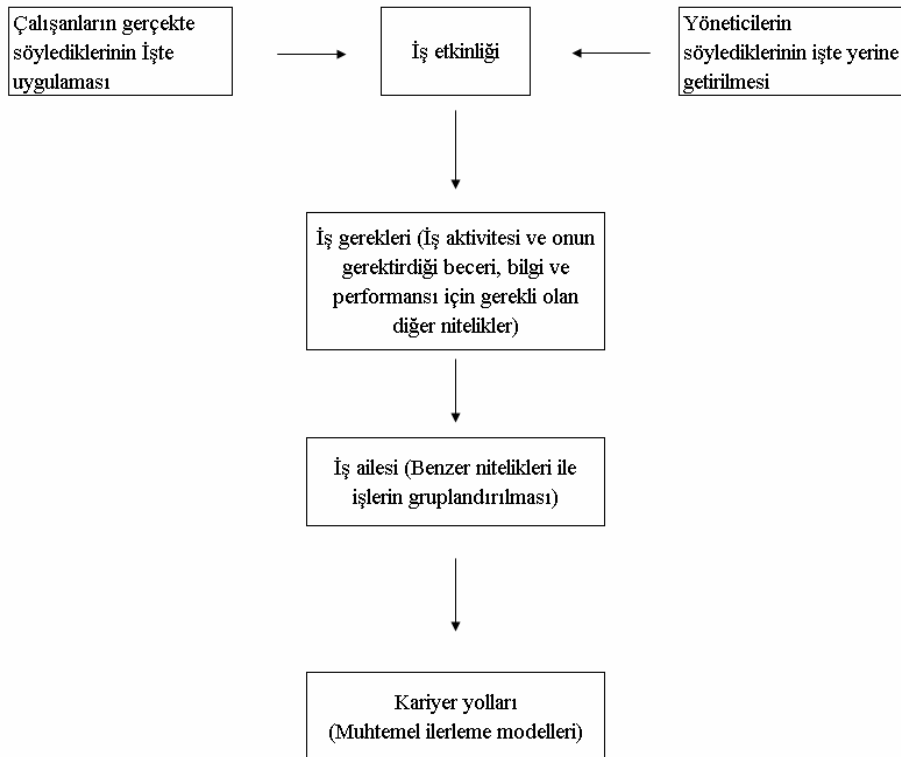 Çalışanların gerçekte
söylediklerinin İşte
uygulaması
İş etkinliği
Yöneticilerin
söylediklerinin işte yerine
getirilmesi
İş gerekleri (İş aktivitesi ve onun
gerektirdiği beceri, bilgi ve
performansı için gerekli olan
diğer nitelikler)
İş ailesi (Benzer nitelikleri ile
işlerin gruplandırılması)
Kariyer yolları
(Muhtemel ilerleme modelleri)